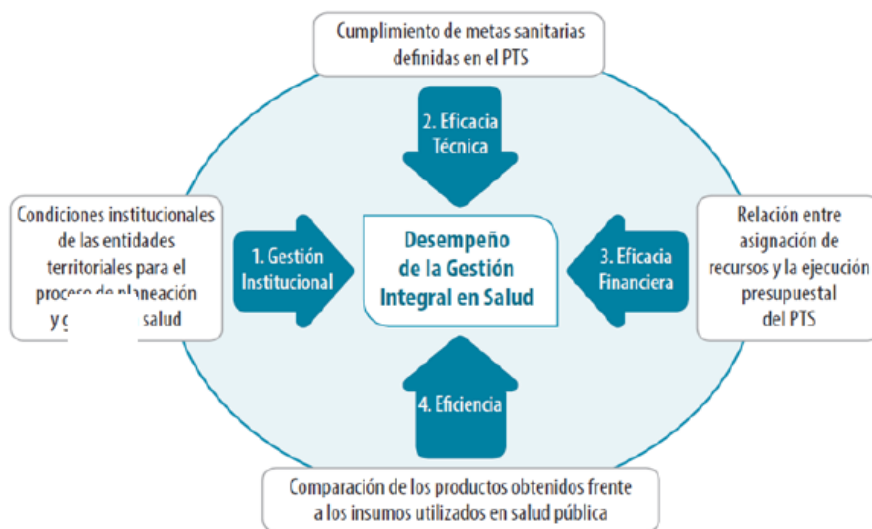 Cumplimiento de metas sanitarias
definidas en el PTS
2. Eficacia
Técnica
Condiciones institucionales
de las entidades
territoriales para el
proceso de planeación
y salud
1. Gestión
Institucional
Desempeño
de la Gestión
Integral en Salud
3. Eficacia
Financiera
Relación entre
asignación de
recursos y la ejecución
presupuestal
del PTS
4. Eficiencia
Comparación de los productos obtenidos frente
a los insumos utilizados en salud pública